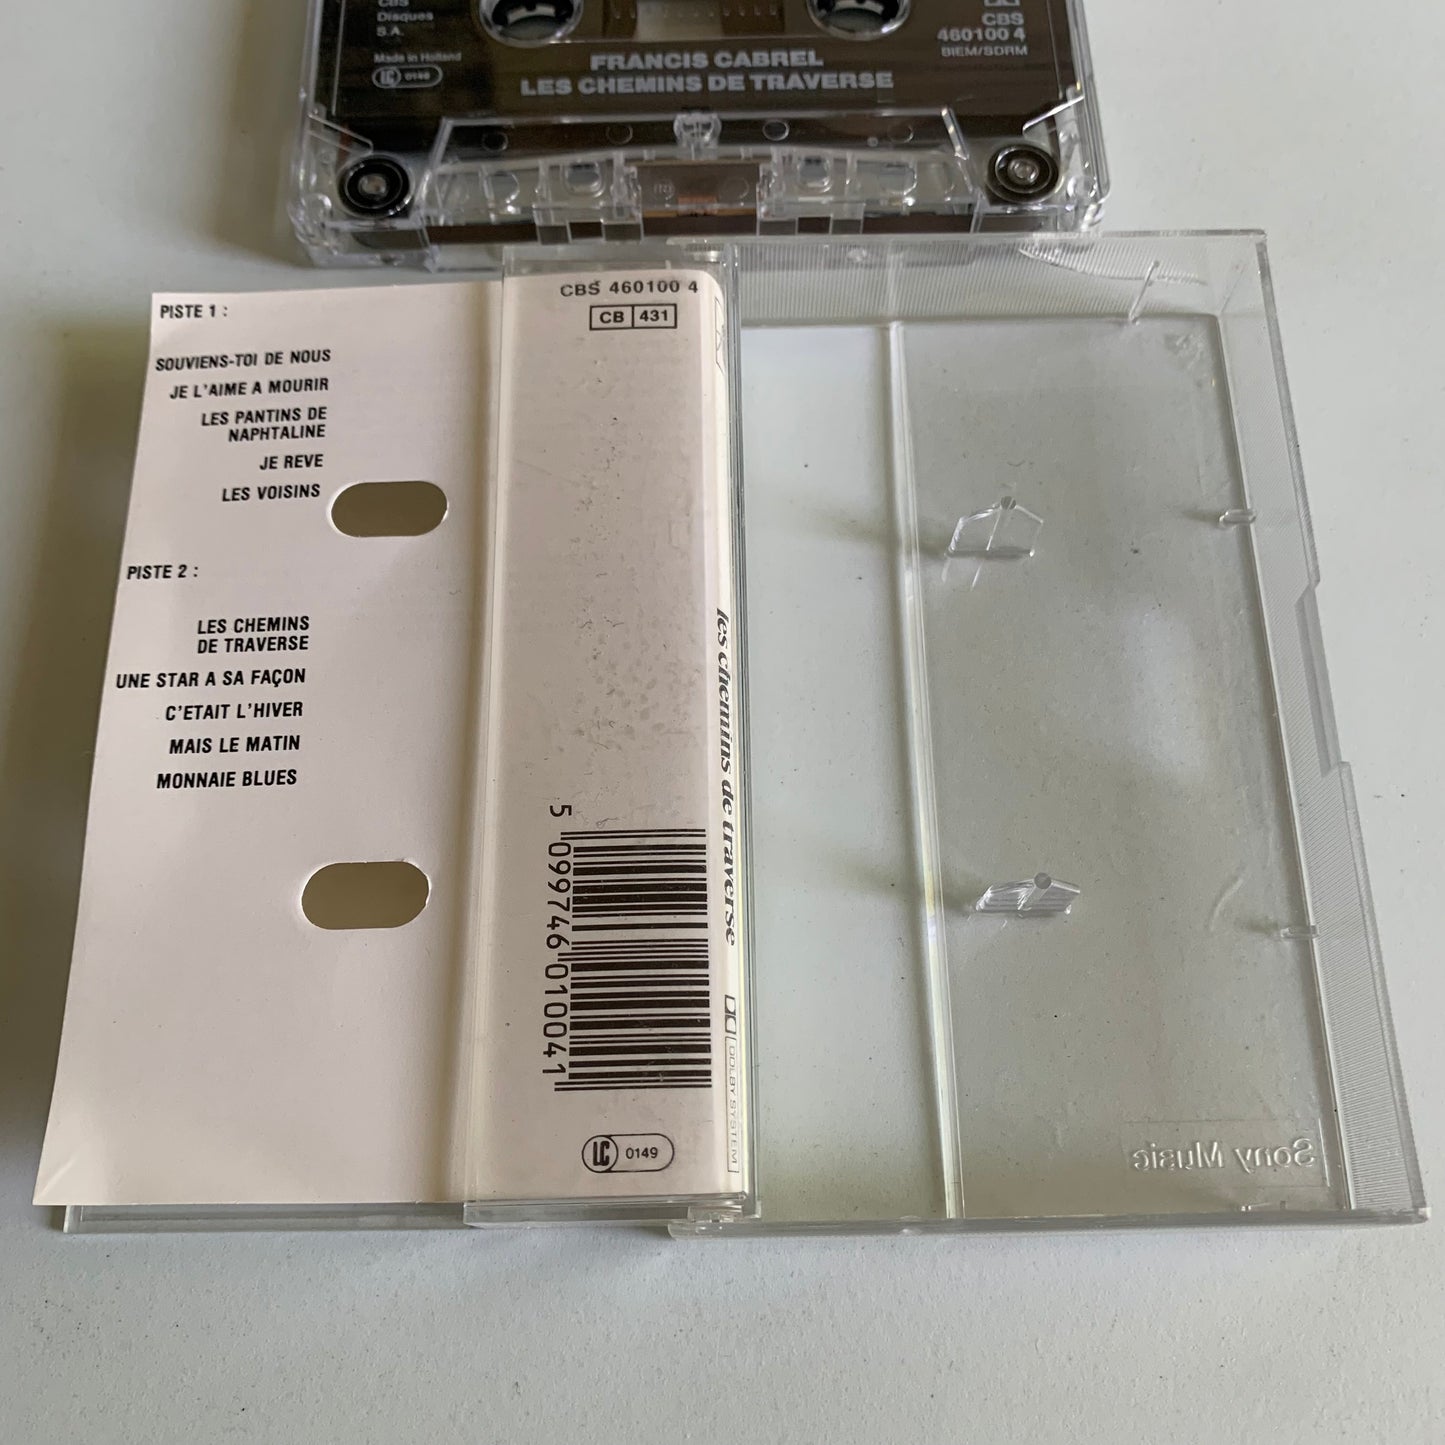 CBS
Disques
S.A.
Made in Holland
LC 0149
CBS
460100 4
BIEM/SDRM
FRANCIS CABREL
LES CHEMINS DE TRAVERSE
PISTE 1 :
SOUVIENS-TOI DE NOUS
JE L'AIME A MOURIR
LES PANTINS DE
NAPHTALINE
JE REVE
LES VOISINS
PISTE 2 :
LES CHEMINS
DE TRAVERSE
UNE STAR A SA FAÇON
C'ETAIT L'HIVER
MAIS LE MATIN
MONNAIE BLUES
CBS 460100 4
CB 431
5 099746 010041
LC 0149
les chemins de traverse
DOLBY SYSTEM
Sony Music